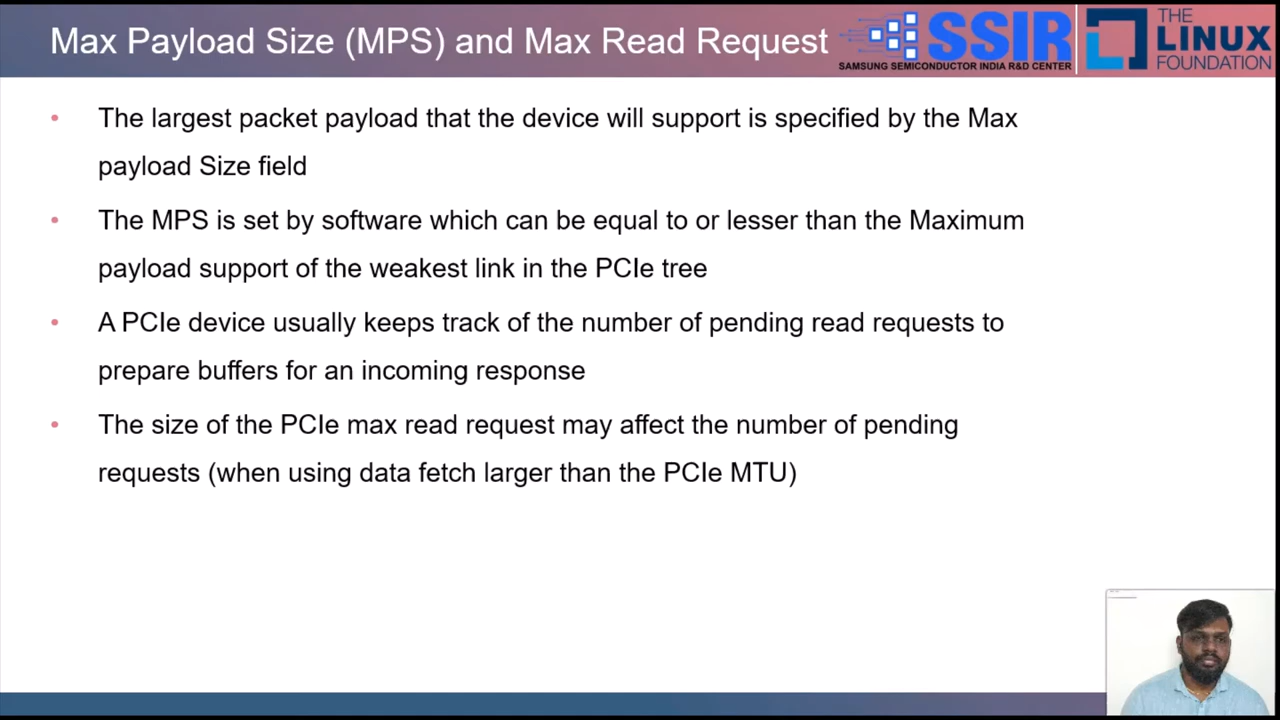 Max Payload Size (MPS) and Max Read Request
SSIR
SAMSUNG SEMICONDUCTOR INDIA R&D CENTER
THE
LINUX
FOUNDATION
• The largest packet payload that the device will support is specified by the Max
payload Size field
• The MPS is set by software which can be equal to or lesser than the Maximum
payload support of the weakest link in the PCIe tree
• A PCIe device usually keeps track of the number of pending read requests to
prepare buffers for an incoming response
• The size of the PCIe max read request may affect the number of pending
requests (when using data fetch larger than the PCIe MTU)